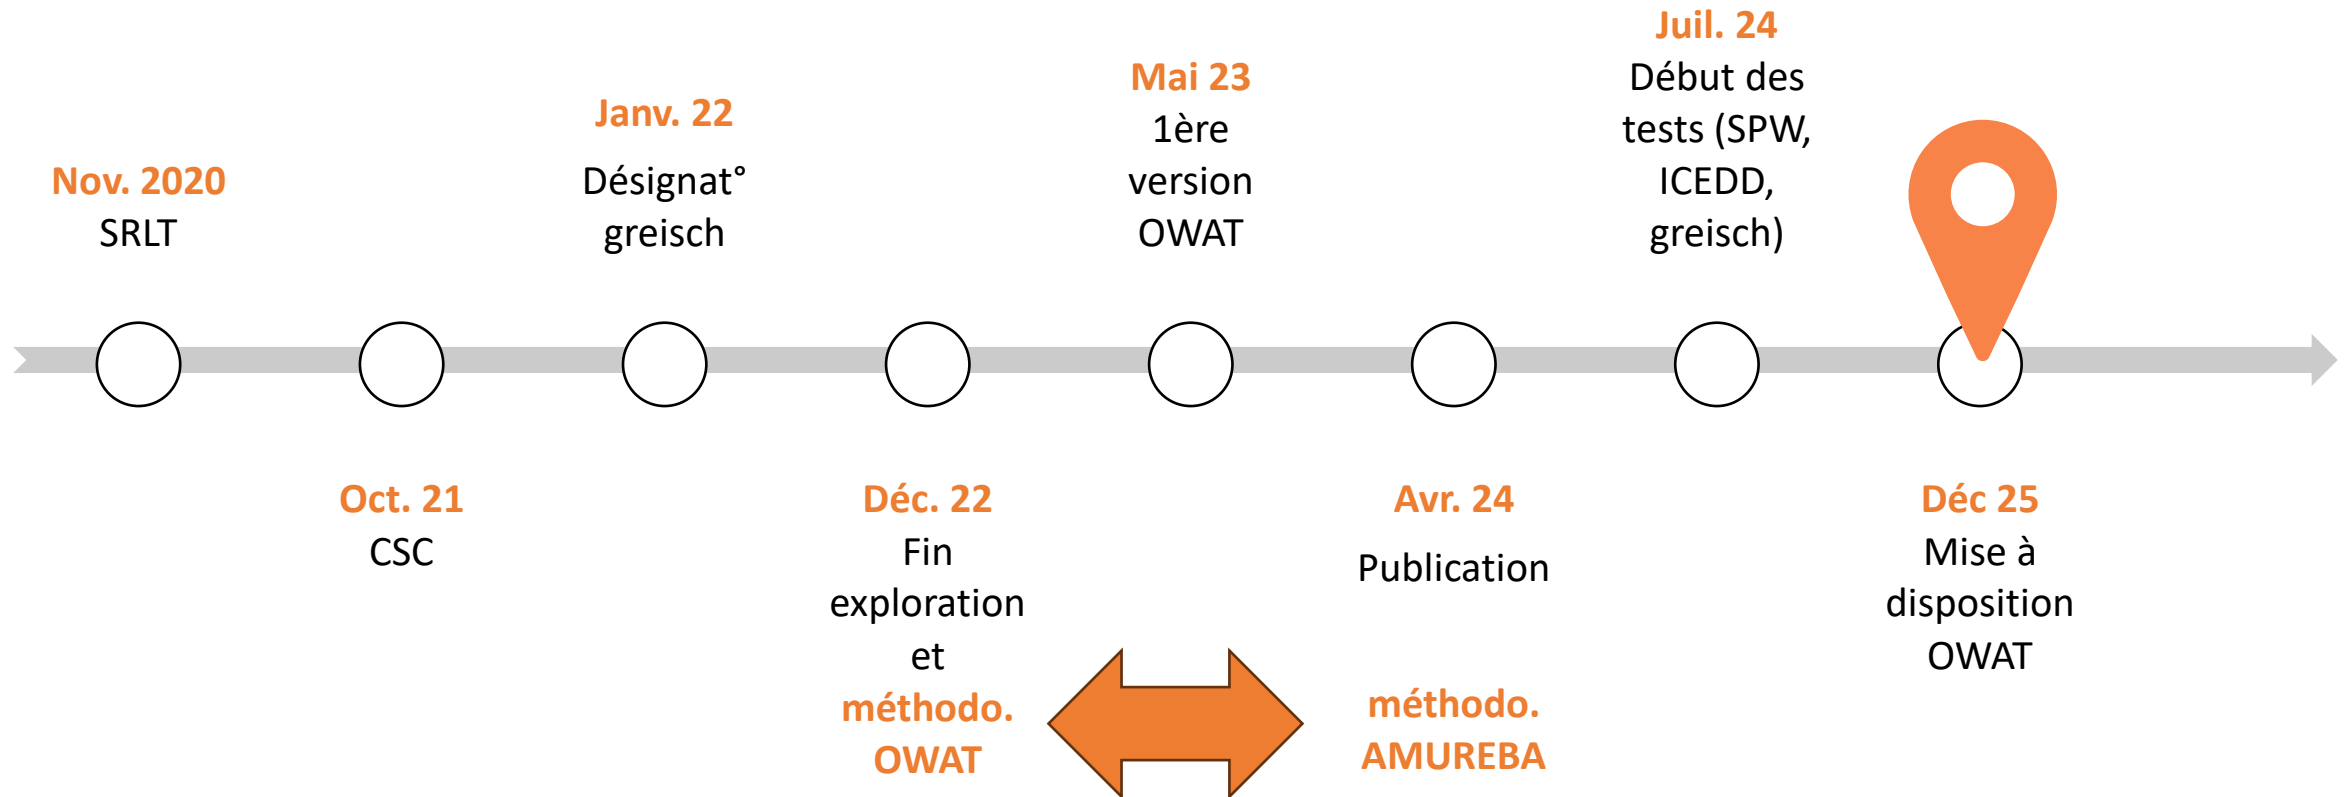 Nov. 2020
SRLT
Oct. 21
CSC
Janv. 22
Désignat°
greisch
Déc. 22
Fin
exploration
et
méthodo.
OWAT
Mai 23
1ère
version
OWAT
Avr. 24
Publication
méthodo.
AMUREBA
Juil. 24
Début des
tests (SPW,
ICEDD,
greisch)
Déc 25
Mise à
disposition
OWAT